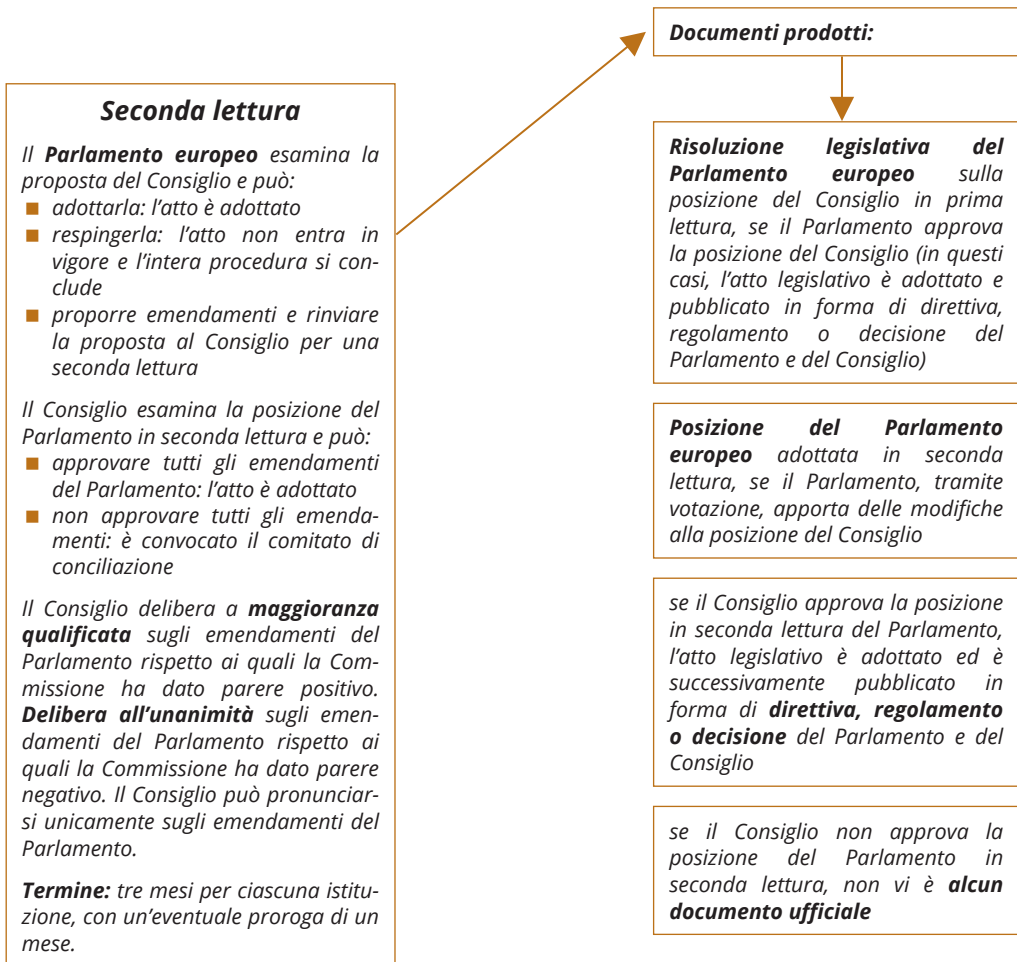 Seconda lettura
Il Parlamento europeo esamina la
proposta del Consiglio e può:
■ adottarla: l'atto è adottato
■ respingerla: l'atto non entra in
vigore e l'intera procedura si con-
clude
■ proporre emendamenti e rinviare
la proposta al Consiglio per una
seconda lettura
Il Consiglio esamina la posizione del
Parlamento in seconda lettura e può:
■ approvare tutti gli emendamenti
del Parlamento: l'atto è adottato
■ non approvare tutti gli emenda-
menti: è convocato il comitato di
conciliazione
Il Consiglio delibera a maggioranza
qualificata sugli emendamenti del
Parlamento rispetto ai quali la Com-
missione ha dato parere positivo.
Delibera all'unanimità sugli emen-
damenti del Parlamento rispetto ai
quali la Commissione ha dato parere
negativo. Il Consiglio può pronunciar-
si unicamente sugli emendamenti del
Parlamento.
Termine: tre mesi per ciascuna istitu-
zione, con un'eventuale proroga di un
mese.
Documenti prodotti:
Risoluzione legislativa del
Parlamento europeo sulla
posizione del Consiglio in prima
lettura, se il Parlamento approva
la posizione del Consiglio (in questi
casi, l'atto legislativo è adottato e
pubblicato in forma di direttiva,
regolamento o decisione del
Parlamento e del Consiglio)
Posizione del Parlamento
europeo adottata in seconda
lettura, se il Parlamento, tramite
votazione, apporta delle modifiche
alla posizione del Consiglio
se il Consiglio approva la posizione
in seconda lettura del Parlamento,
l'atto legislativo è adottato ed è
successivamente pubblicato in
forma di direttiva, regolamento
o decisione del Parlamento e del
Consiglio
se il Consiglio non approva la
posizione del Parlamento in
seconda lettura, non vi è alcun
documento ufficiale